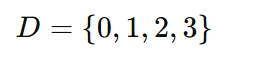 D = {0, 1, 2, 3}